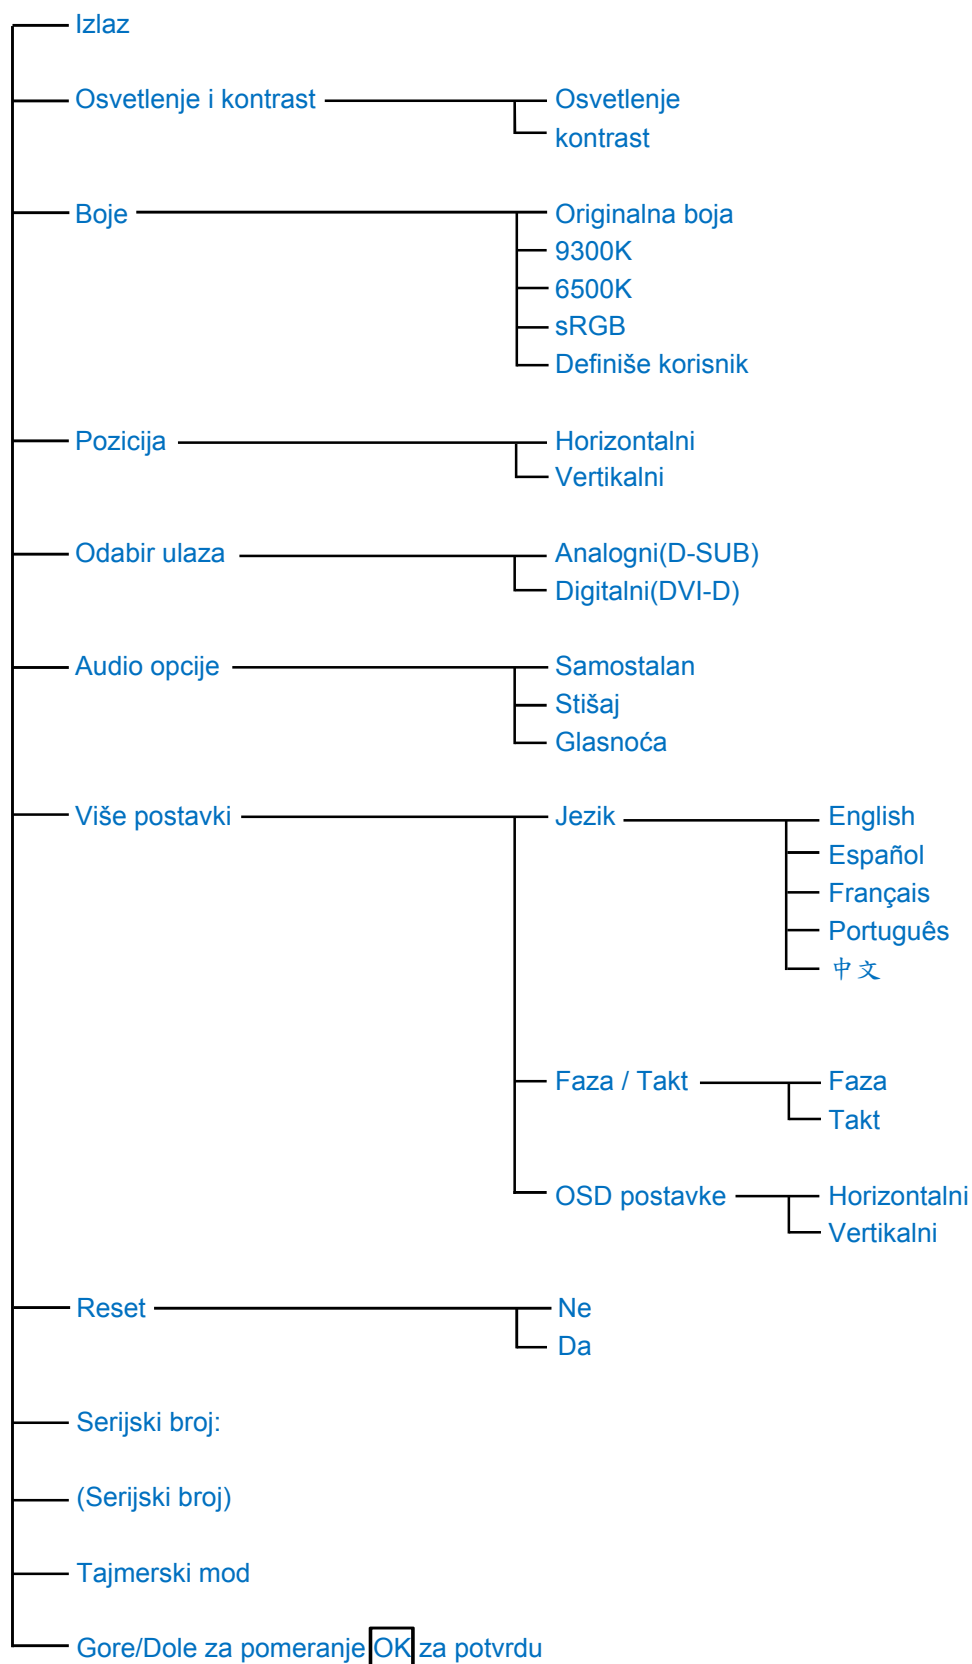 Izlaz
Osvetlenje i kontrast
Osvetlenje
kontrast
Boje
Originalna boja
9300K
6500K
sRGB
Definiše korisnik
Pozicija
Horizontalni
Vertikalni
Odabir ulaza
Analogni(D-SUB)
Digitalni(DVI-D)
Audio opcije
Samostalan
Stišaj
Glasnoća
Više postavki
Jezik
English
Español
Français
Português
中文
Faza / Takt
Faza
Takt
OSD postavke
Horizontalni
Vertikalni
Reset
Ne
Da
Serijski broj:
(Serijski broj)
Tajmerski mod
Gore/Dole za pomeranje OK za potvrdu